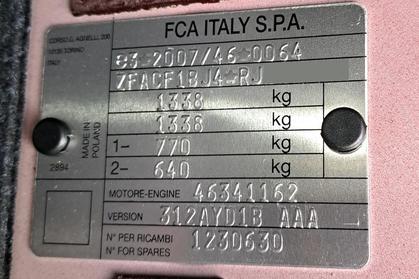 FCA ITALY S.P.A.
CORSO G. AGNELLI, 200
10135 TORINO
ITALY
e3*2007/46*0064
ZFACF1BJ4*RJ
1338 kg
1338 kg
1- 770 kg
2- 640 kg
MADE IN
POLAND
2894
MOTORE-ENGINE 46341162
VERSION 312AYD1B AAA
N° PER RICAMBI
N° FOR SPARES 1230630